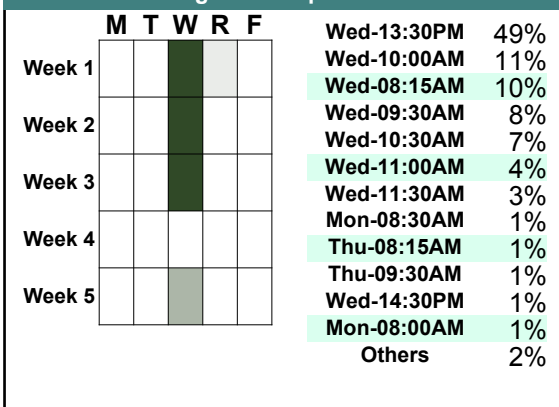 M T W R F
Week 1
Week 2
Week 3
Week 4
Week 5
Wed-13:30PM 49%
Wed-10:00AM 11%
Wed-08:15AM 10%
Wed-09:30AM 8%
Wed-10:30AM 7%
Wed-11:00AM 4%
Wed-11:30AM 3%
Mon-08:30AM 1%
Thu-08:15AM 1%
Thu-09:30AM 1%
Wed-14:30PM 1%
Mon-08:00AM 1%
Others 2%